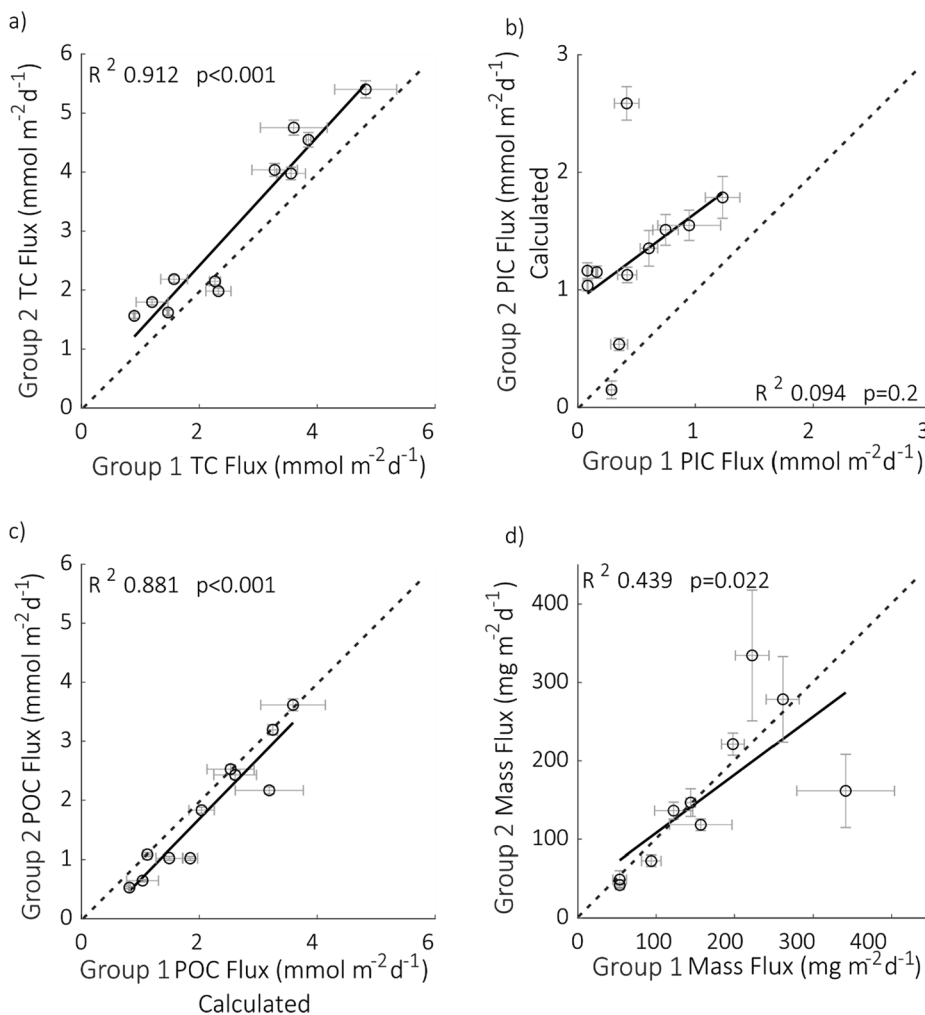 a)
R² 0.912 p<0.001
Group 2 TC Flux (mmol m⁻²d⁻¹)
6
5
4
3
2
1
0
0 2 4 6
Group 1 TC Flux (mmol m⁻²d⁻¹)
b)
Group 2 PIC Flux (mmol m⁻²d⁻¹)
Calculated
3
2
1
0
R² 0.094 p=0.2
0 1 2 3
Group 1 PIC Flux (mmol m⁻²d⁻¹)
c)
R² 0.881 p<0.001
Group 2 POC Flux (mmol m⁻²d⁻¹)
6
5
4
3
2
1
0
0 2 4 6
Group 1 POC Flux (mmol m⁻²d⁻¹)
Calculated
d)
R² 0.439 p=0.022
Group 2 Mass Flux (mg m⁻²d⁻¹)
400
300
200
100
0
0 100 200 300 400
Group 1 Mass Flux (mg m⁻²d⁻¹)